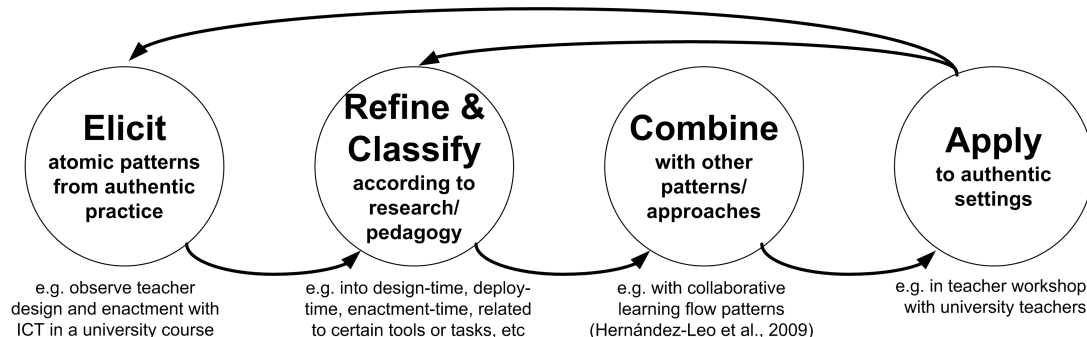 Elicit
atomic patterns
from authentic
practice
Refine &
Classify
according to
research/
pedagogy
Combine
with other
patterns/
approaches
Apply
to authentic
settings
e.g. observe teacher
design and enactment with
ICT in a university course
e.g. into design-time, deploy-
time, enactment-time, related
to certain tools or tasks, etc
e.g. with collaborative
learning flow patterns
(Hernández-Leo et al., 2009)
e.g. in teacher workshop
with university teachers